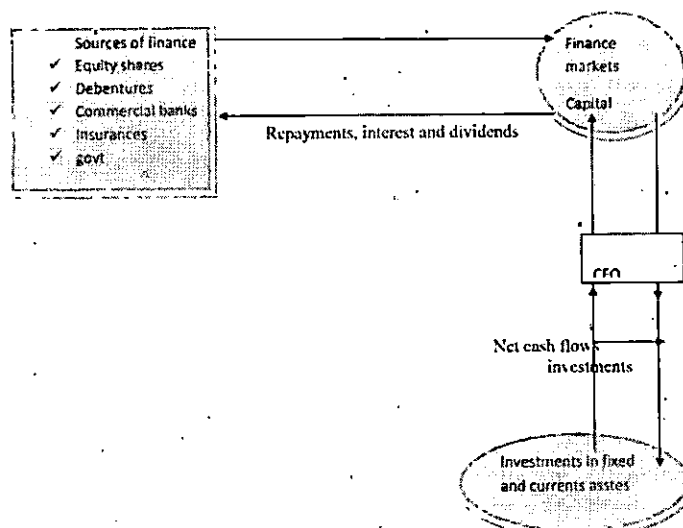 Sources of finance
✓ Equity shares
✓ Debentures
✓ Commercial banks
✓ Insurances
✓ govt
Finance
markets
Capital
Repayments, interest and dividends
CFO
Net cash flows
investments
Investments in fixed
and currents asstes